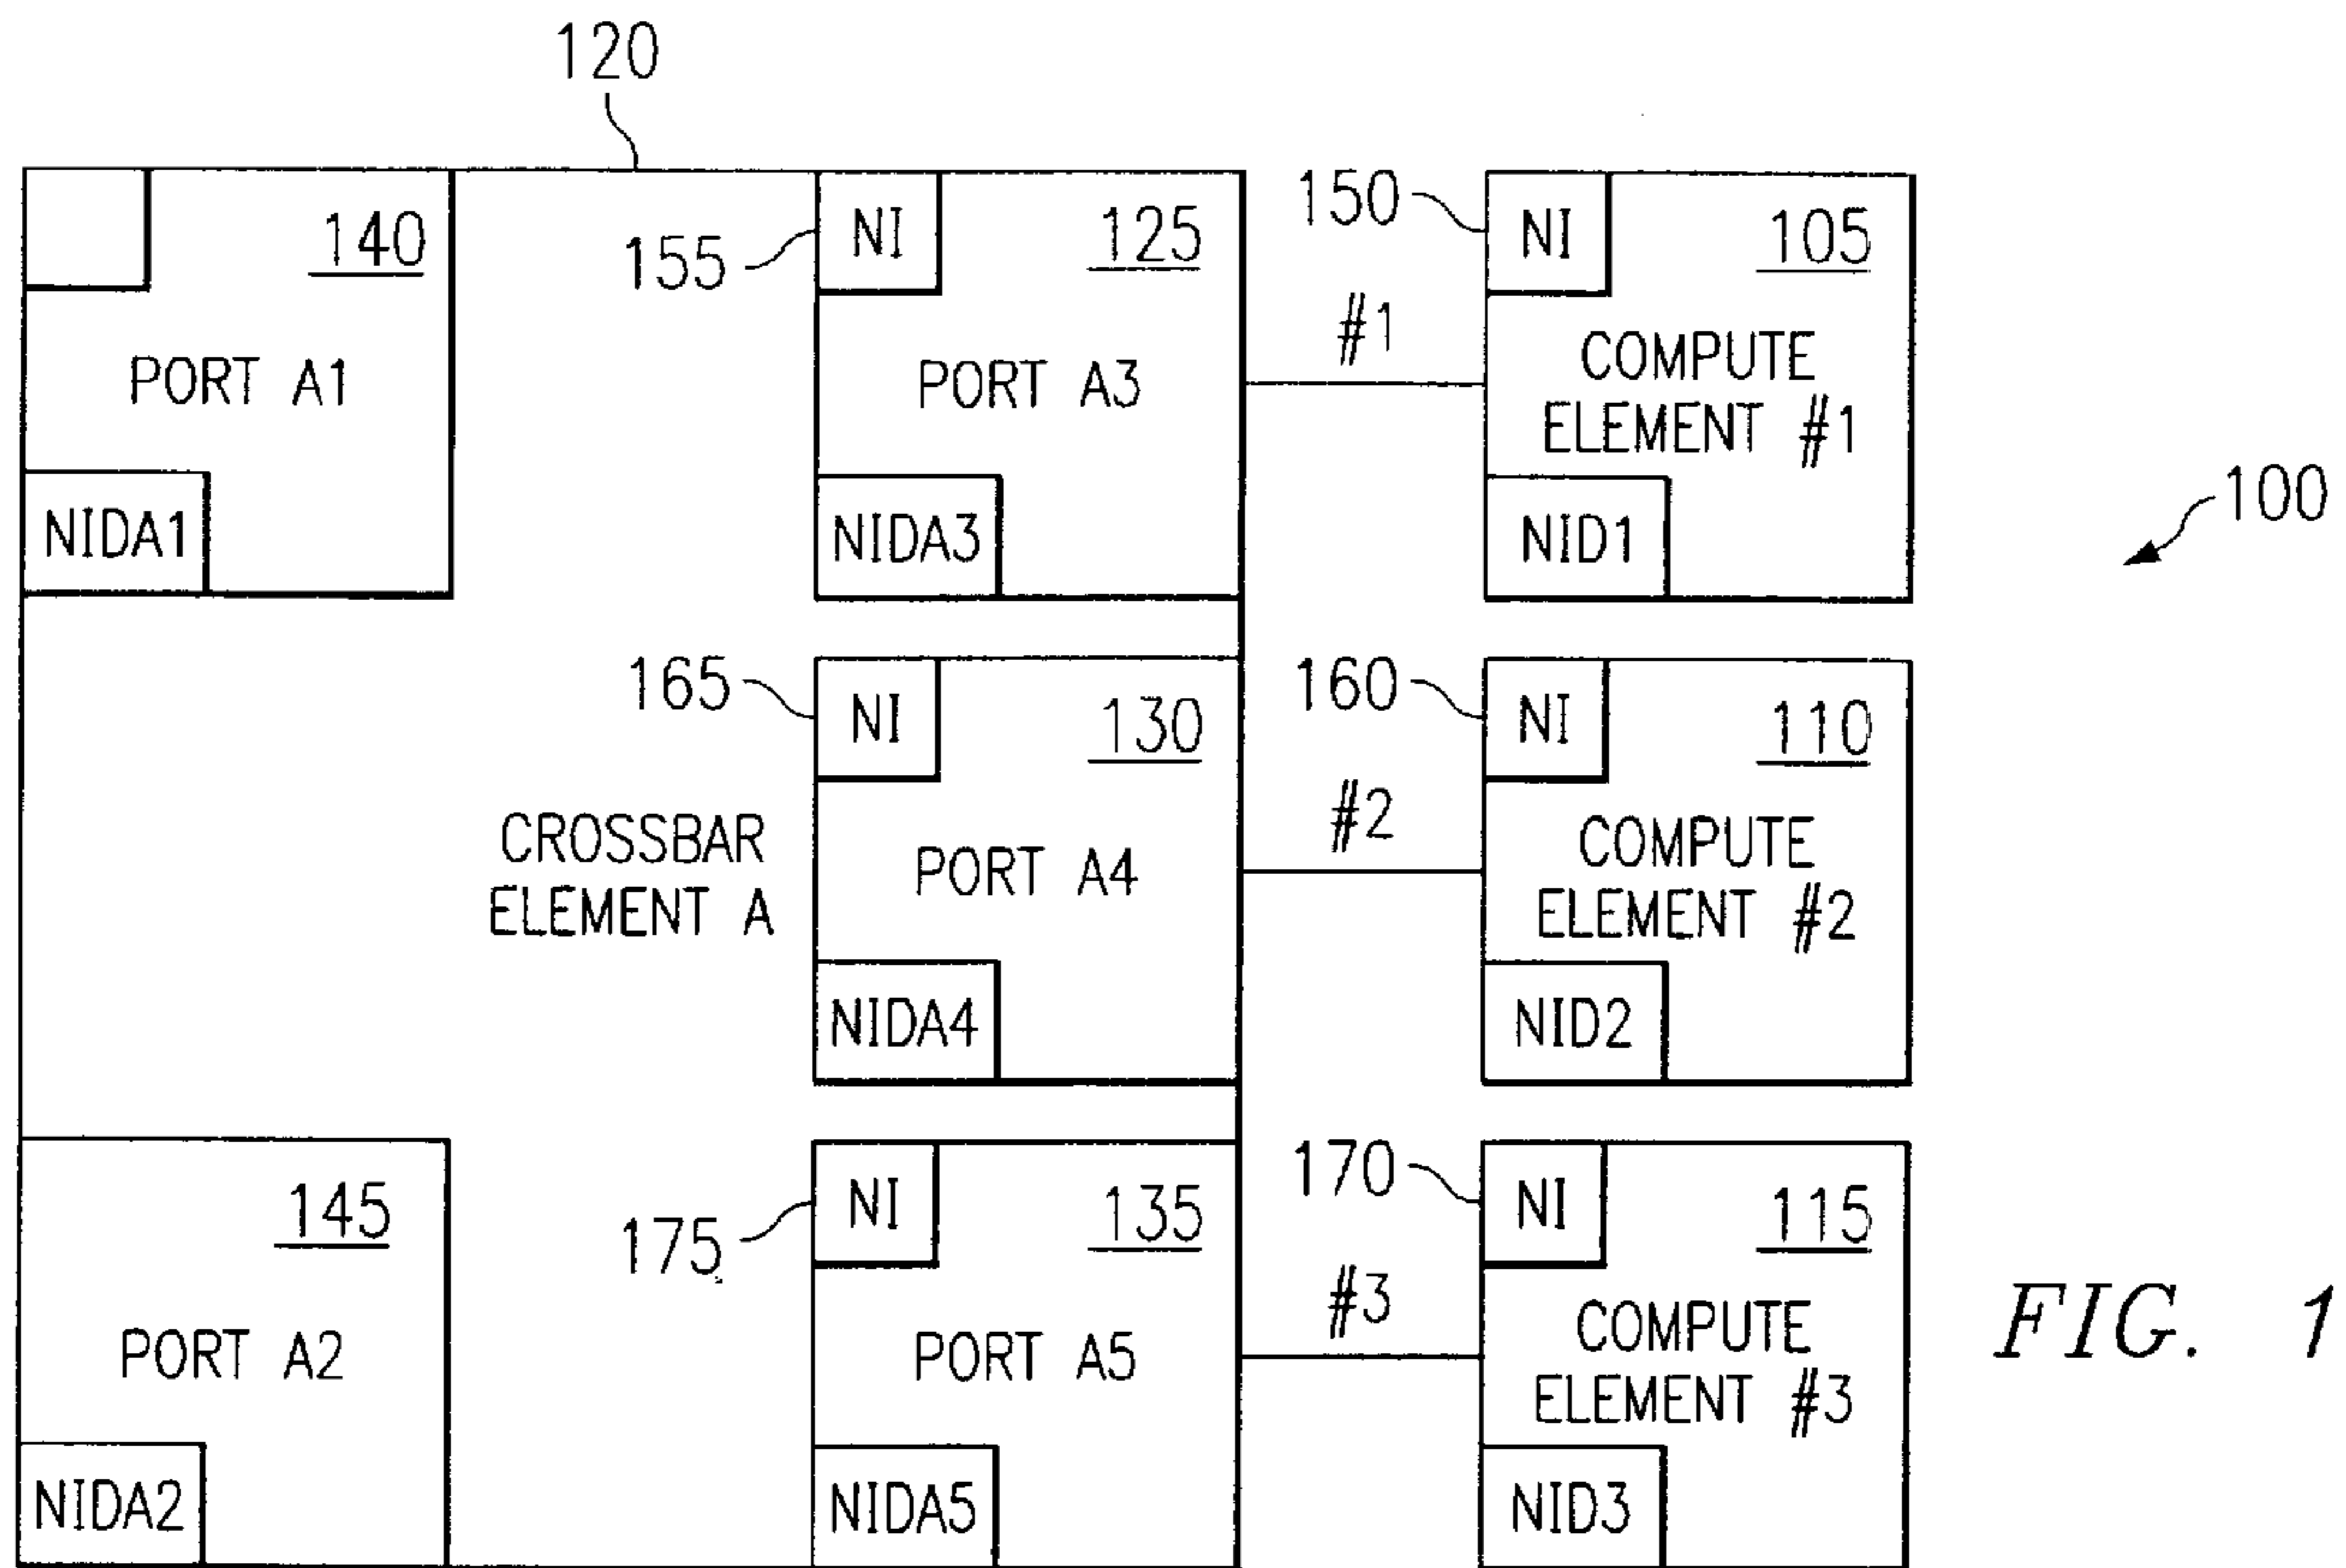 120
140
PORT A1
NIDA1
155
NI
125
PORT A3
NIDA3
#1
150
NI
105
COMPUTE
ELEMENT #1
NID1
100
CROSSBAR
ELEMENT A
165
NI
130
PORT A4
NIDA4
#2
160
NI
110
COMPUTE
ELEMENT #2
NID2
145
PORT A2
NIDA2
175
NI
135
PORT A5
NIDA5
#3
170
NI
115
COMPUTE
ELEMENT #3
NID3
FIG. 1